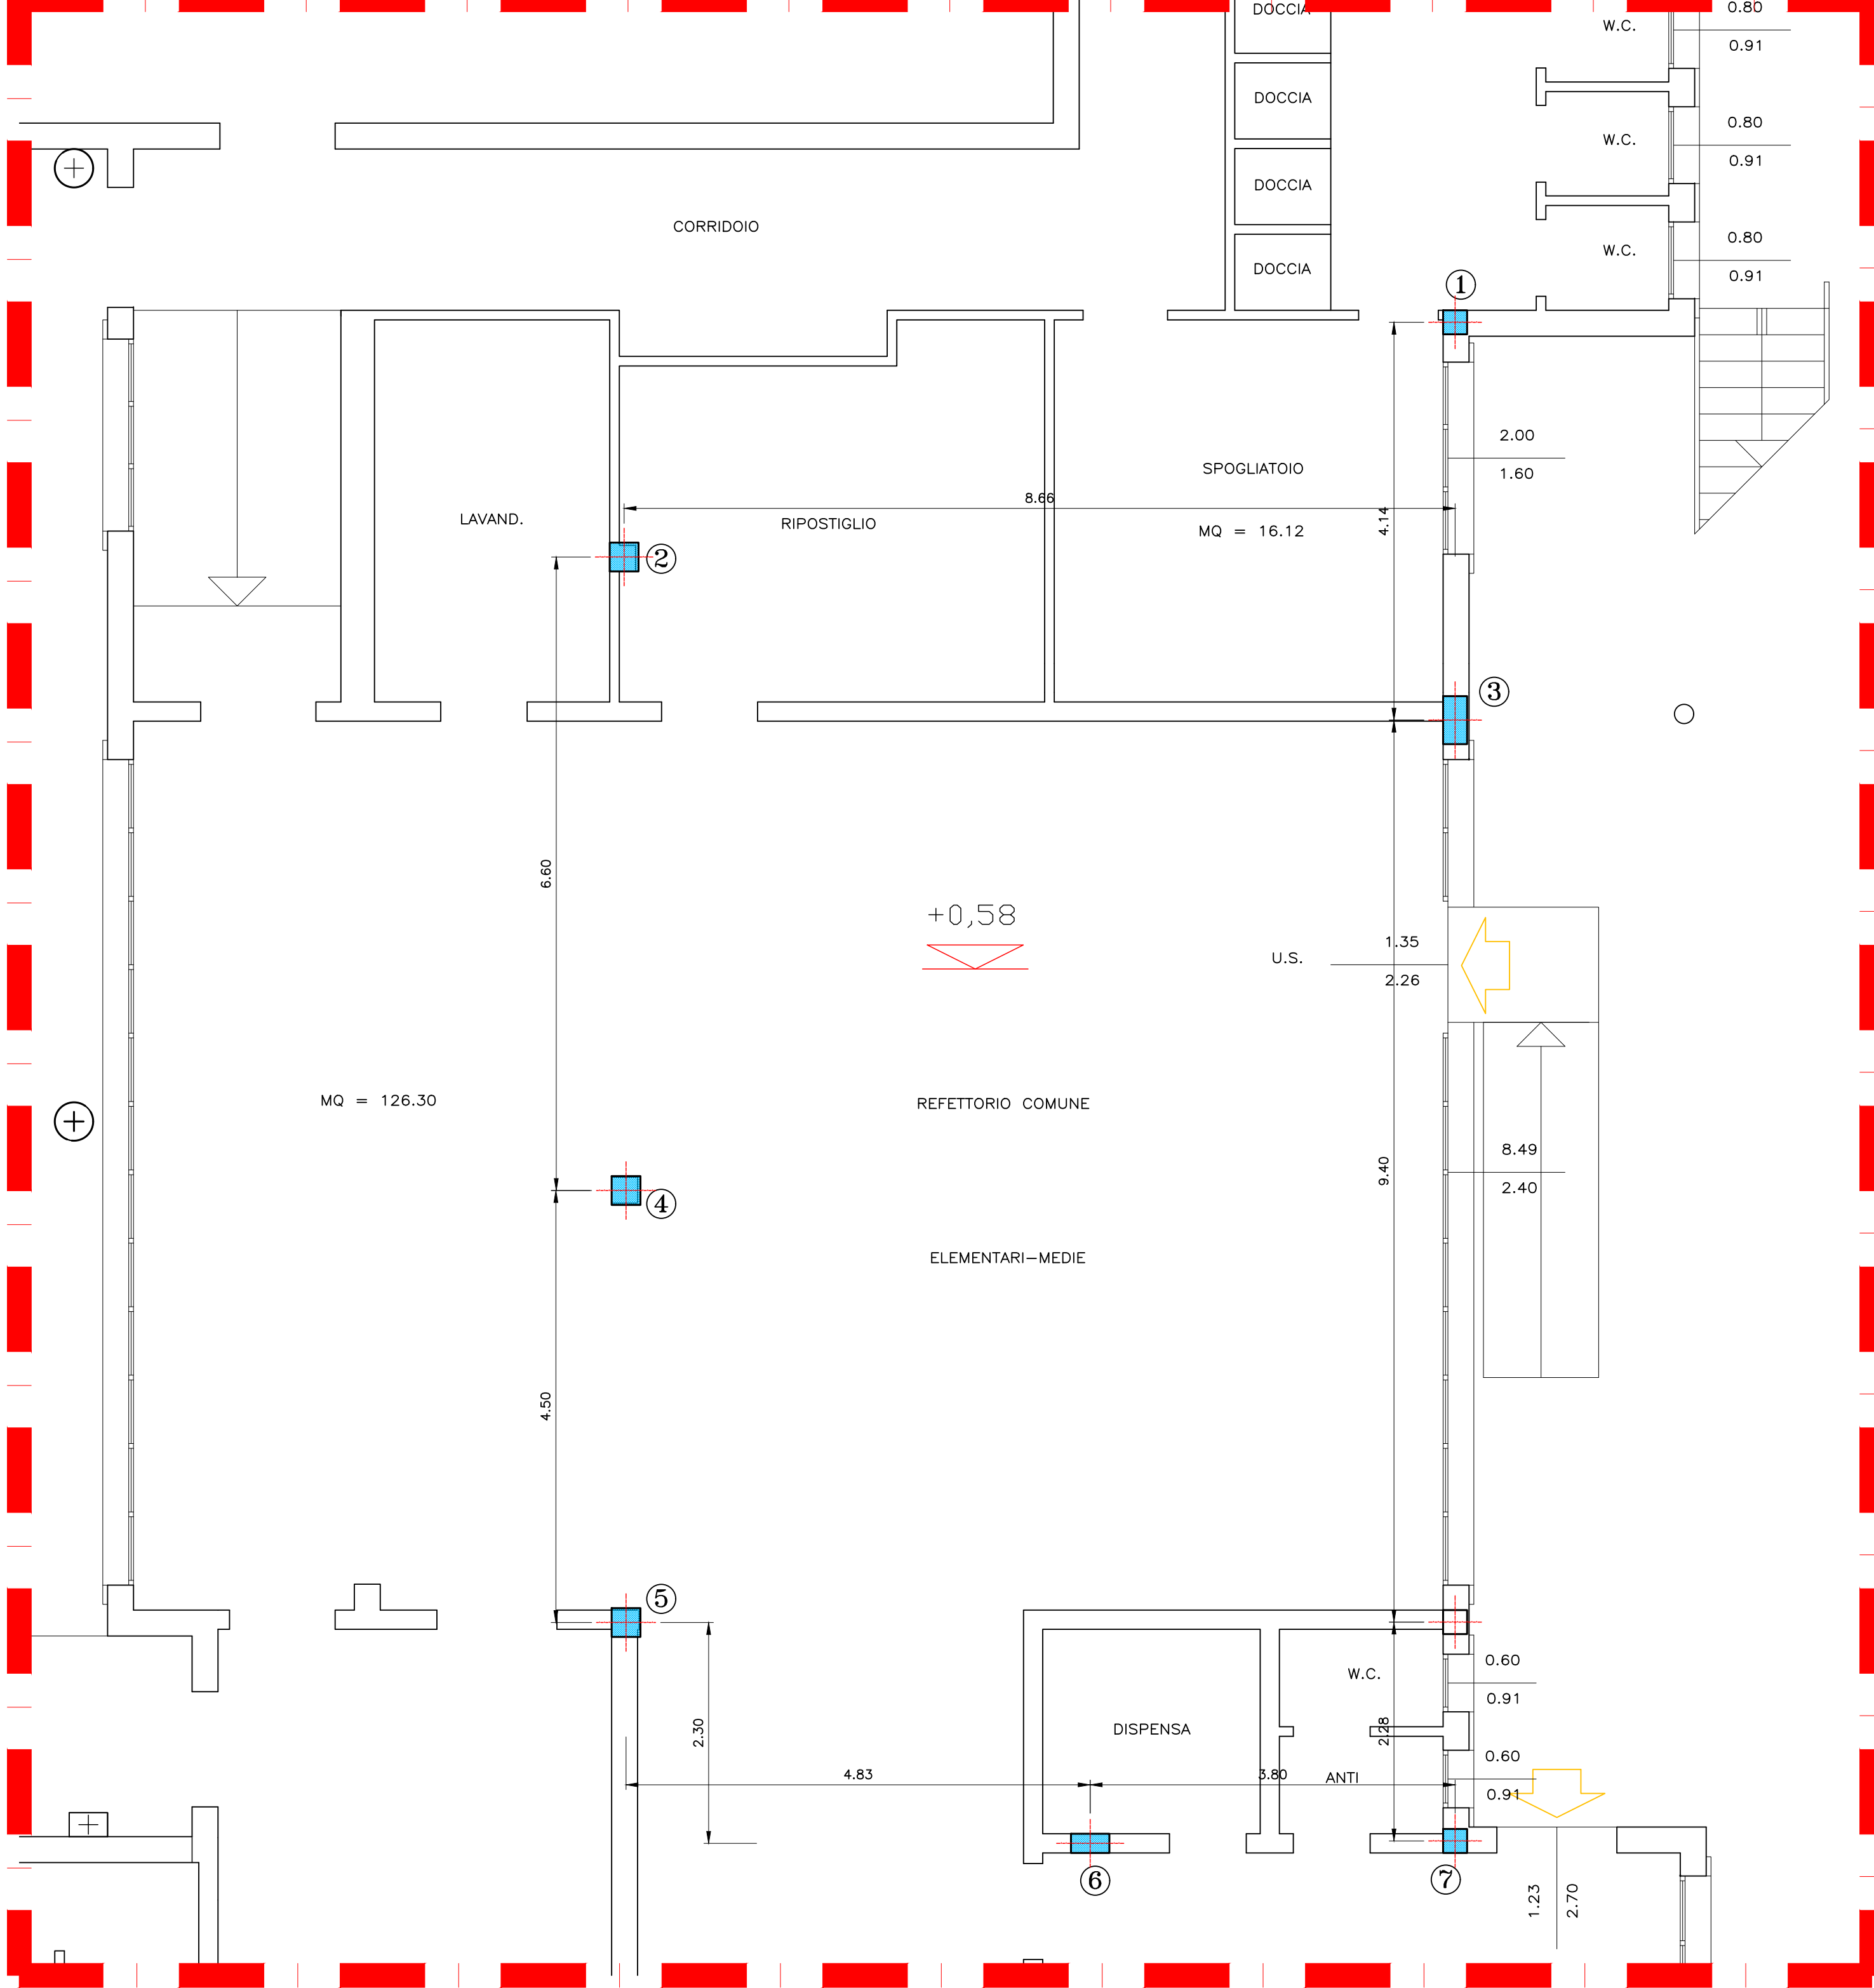 DOCCIA
0.80
W.C.
0.91
DOCCIA
0.80
W.C.
0.91
DOCCIA
CORRIDOIO
0.80
W.C.
DOCCIA
0.91
1
2.00
SPOGLIATOIO
1.60
8.66
LAVAND.
RIPOSTIGLIO
4.14
MQ = 16.12
2
3
6.60
+0,58
1.35
U.S.
2.26
MQ = 126.30
REFETTORIO COMUNE
8.49
9.40
2.40
4
ELEMENTARI-MEDIE
4.50
5
0.60
W.C.
0.91
DISPENSA
2.30
2.28
0.60
4.83
3.80
ANTI
0.91
6
7
1.23
2.70